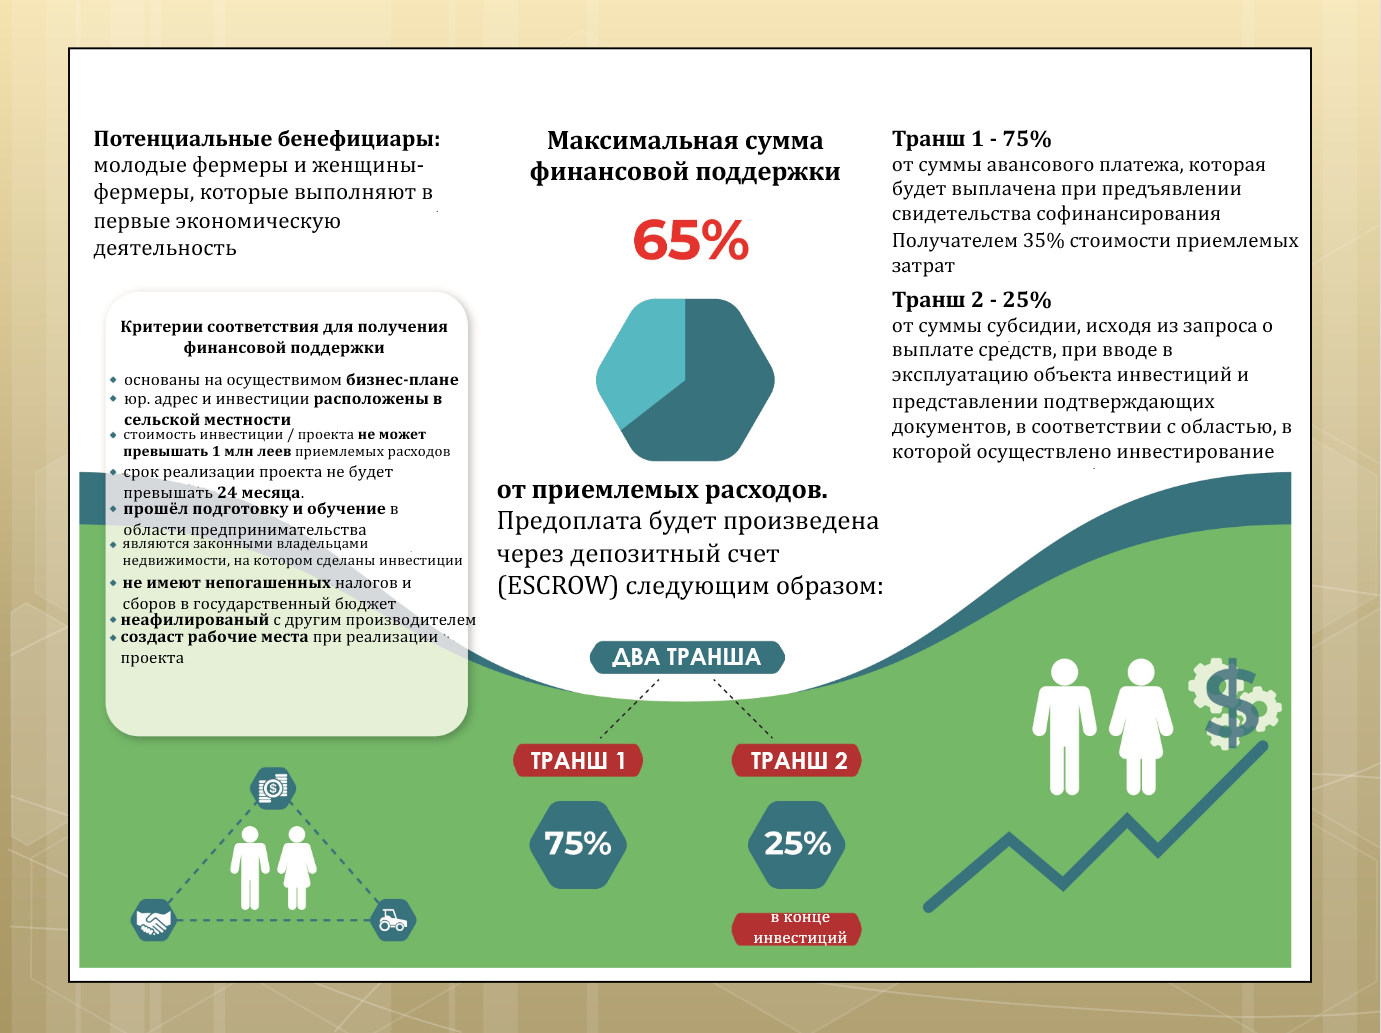 Потенциальные бенефициары:
молодые фермеры и женщины-
фермеры, которые выполняют в
первые экономическую
деятельность
Критерии соответствия для получения
финансовой поддержки
основаны на осуществимом бизнес-плане
юр. адрес и инвестиции расположены в
сельской местности
стоимость инвестиции / проекта не может
превышать 1 млн леев приемлемых расходов
срок реализации проекта не будет
превышать 24 месяца.
прошёл подготовку и обучение в
области предпринимательства
являются законными владельцами
недвижимости, на котором сделаны инвестиции
не имеют непогашенных налогов и
сборов в государственный бюджет
неафилированый с другим производителем
создаст рабочие места при реализации
проекта
Максимальная сумма
финансовой поддержки
65%
от приемлемых расходов.
Предоплата будет произведена
через депозитный счет
(ESCROW) следующим образом:
ДВА ТРАНША
ТРАНШ 1
ТРАНШ 2
75%
25%
в конце
инвестиций
Транш 1 - 75%
от суммы авансового платежа, которая
будет выплачена при предъявлении
свидетельства софинансирования
Получателем 35% стоимости приемлемых
затрат
Транш 2 - 25%
от суммы субсидии, исходя из запроса о
выплате средств, при вводе в
эксплуатацию объекта инвестиций и
представлении подтверждающих
документов, в соответствии с областью, в
которой осуществлено инвестирование
$
$